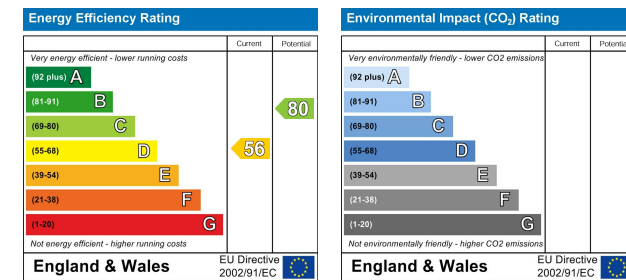 Energy Efficiency Rating
Current Potential
Very energy efficient - lower running costs
(92 plus) A
(81-91) B
80
(69-80) C
(55-68) D
56
(39-54) E
(21-38) F
(1-20) G
Not energy efficient - higher running costs
England & Wales
EU Directive
2002/91/EC
Environmental Impact (CO2) Rating
Current Potential
Very environmentally friendly - lower CO2 emissions
(92 plus) A
(81-91) B
(69-80) C
(55-68) D
(39-54) E
(21-38) F
(1-20) G
Not environmentally friendly - higher CO2 emissions
England & Wales
EU Directive
2002/91/EC